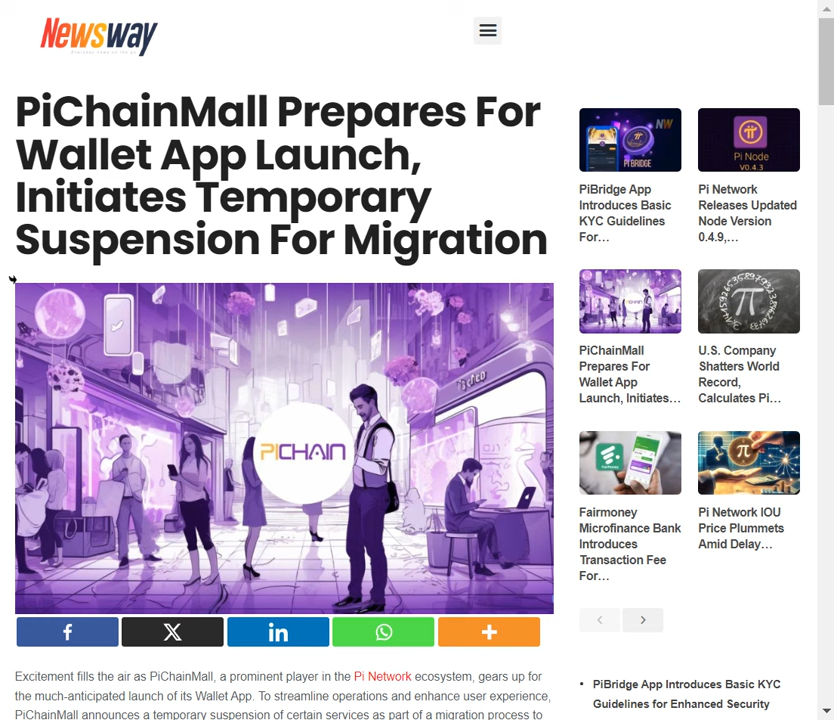 Newsway
PiChainMall Prepares For
Wallet App Launch,
Initiates Temporary
Suspension For Migration
PICHAIN
Excitement fills the air as PiChainMall, a prominent player in the Pi Network ecosystem, gears up for
the much-anticipated launch of its Wallet App. To streamline operations and enhance user experience,
PiChainMall announces a temporary suspension of certain services as part of a migration process to
NW
PI BRIDGE
PiBridge App
Introduces Basic
KYC Guidelines
For…
Pi Node
V0.4.3
Pi Network
Releases Updated
Node Version
0.4.9,…
PiChainMall
Prepares For
Wallet App
Launch, Initiates…
U.S. Company
Shatters World
Record,
Calculates Pi…
Fairmoney
Microfinance Bank
Introduces
Transaction Fee
For…
Pi Network IOU
Price Plummets
Amid Delay…
• PiBridge App Introduces Basic KYC
Guidelines for Enhanced Security